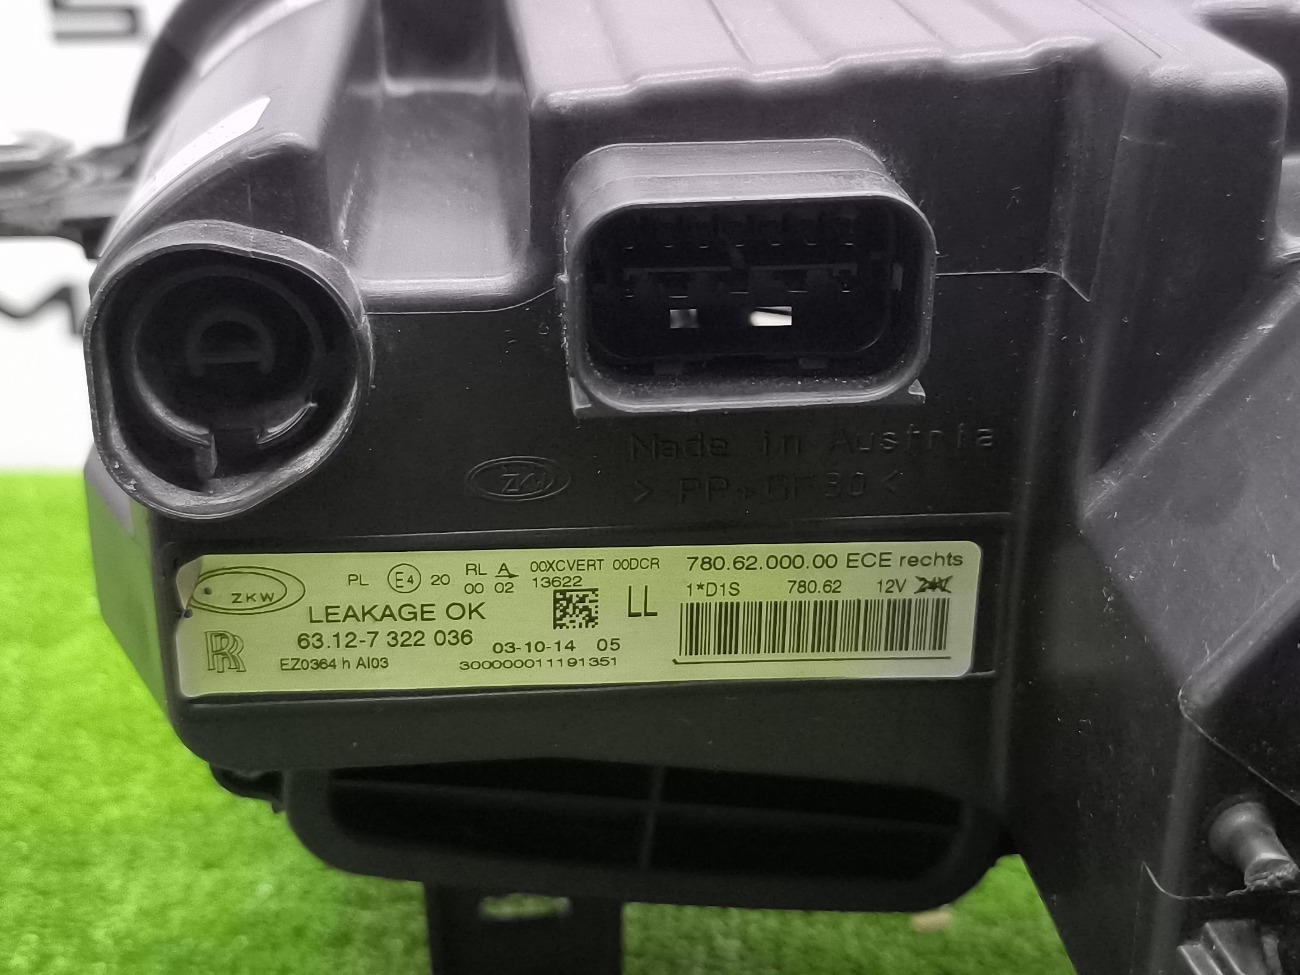 Made in Austria
ZKW
> PP+GF30 <
ZKW PL E4 20 RL 00 A 02 00XCVERT 00DCR 13622 780.62.000.00 ECE rechts
LEAKAGE OK LL 1*D1S 780.62 12V 24V
RR 63.12-7 322 036 03-10-14 05
EZ0364 h AI03 300000011191351